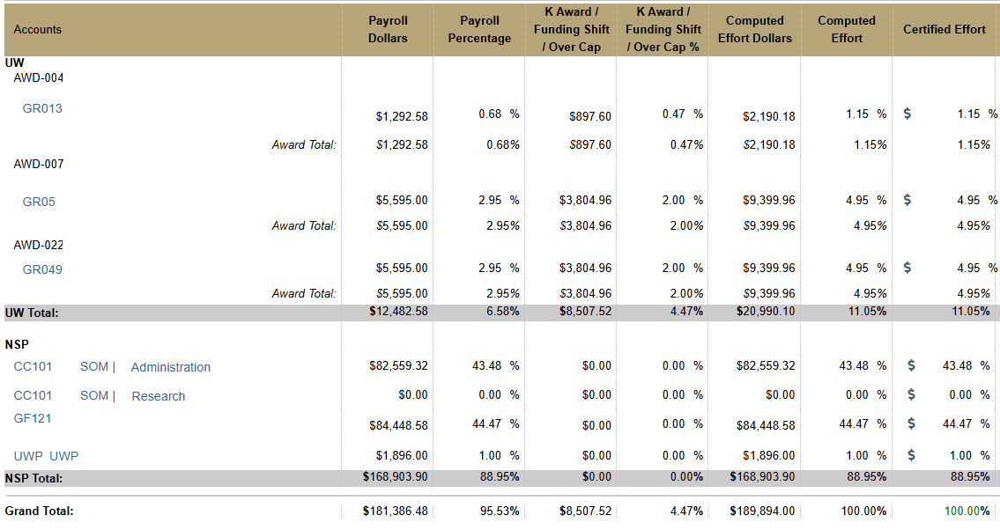 Accounts Payroll Dollars Payroll Percentage K Award / Funding Shift / Over Cap K Award / Funding Shift / Over Cap % Computed Effort Dollars Computed Effort Certified Effort
UW
AWD-004
GR013 $1,292.58 0.68 % $897.60 0.47 % $2,190.18 1.15 % $ 1.15 %
Award Total: $1,292.58 0.68% $897.60 0.47% $2,190.18 1.15% 1.15%
AWD-007
GR05 $5,595.00 2.95 % $3,804.96 2.00 % $9,399.96 4.95 % $ 4.95 %
Award Total: $5,595.00 2.95% $3,804.96 2.00% $9,399.96 4.95% 4.95%
AWD-022
GR049 $5,595.00 2.95 % $3,804.96 2.00 % $9,399.96 4.95 % $ 4.95 %
Award Total: $5,595.00 2.95% $3,804.96 2.00% $9,399.96 4.95% 4.95%
UW Total: $12,482.58 6.58% $8,507.52 4.47% $20,990.10 11.05% 11.05%
NSP
CC101 SOM | Administration $82,559.32 43.48 % $0.00 0.00 % $82,559.32 43.48 % $ 43.48 %
CC101 SOM | Research $0.00 0.00 % $0.00 0.00 % $0.00 0.00 % $ 0.00 %
GF121 $84,448.58 44.47 % $0.00 0.00 % $84,448.58 44.47 % $ 44.47 %
UWP UWP $1,896.00 1.00 % $0.00 0.00 % $1,896.00 1.00 % $ 1.00 %
NSP Total: $168,903.90 88.95% $0.00 0.00% $168,903.90 88.95% 88.95%
Grand Total: $181,386.48 95.53% $8,507.52 4.47% $189,894.00 100.00% 100.00%